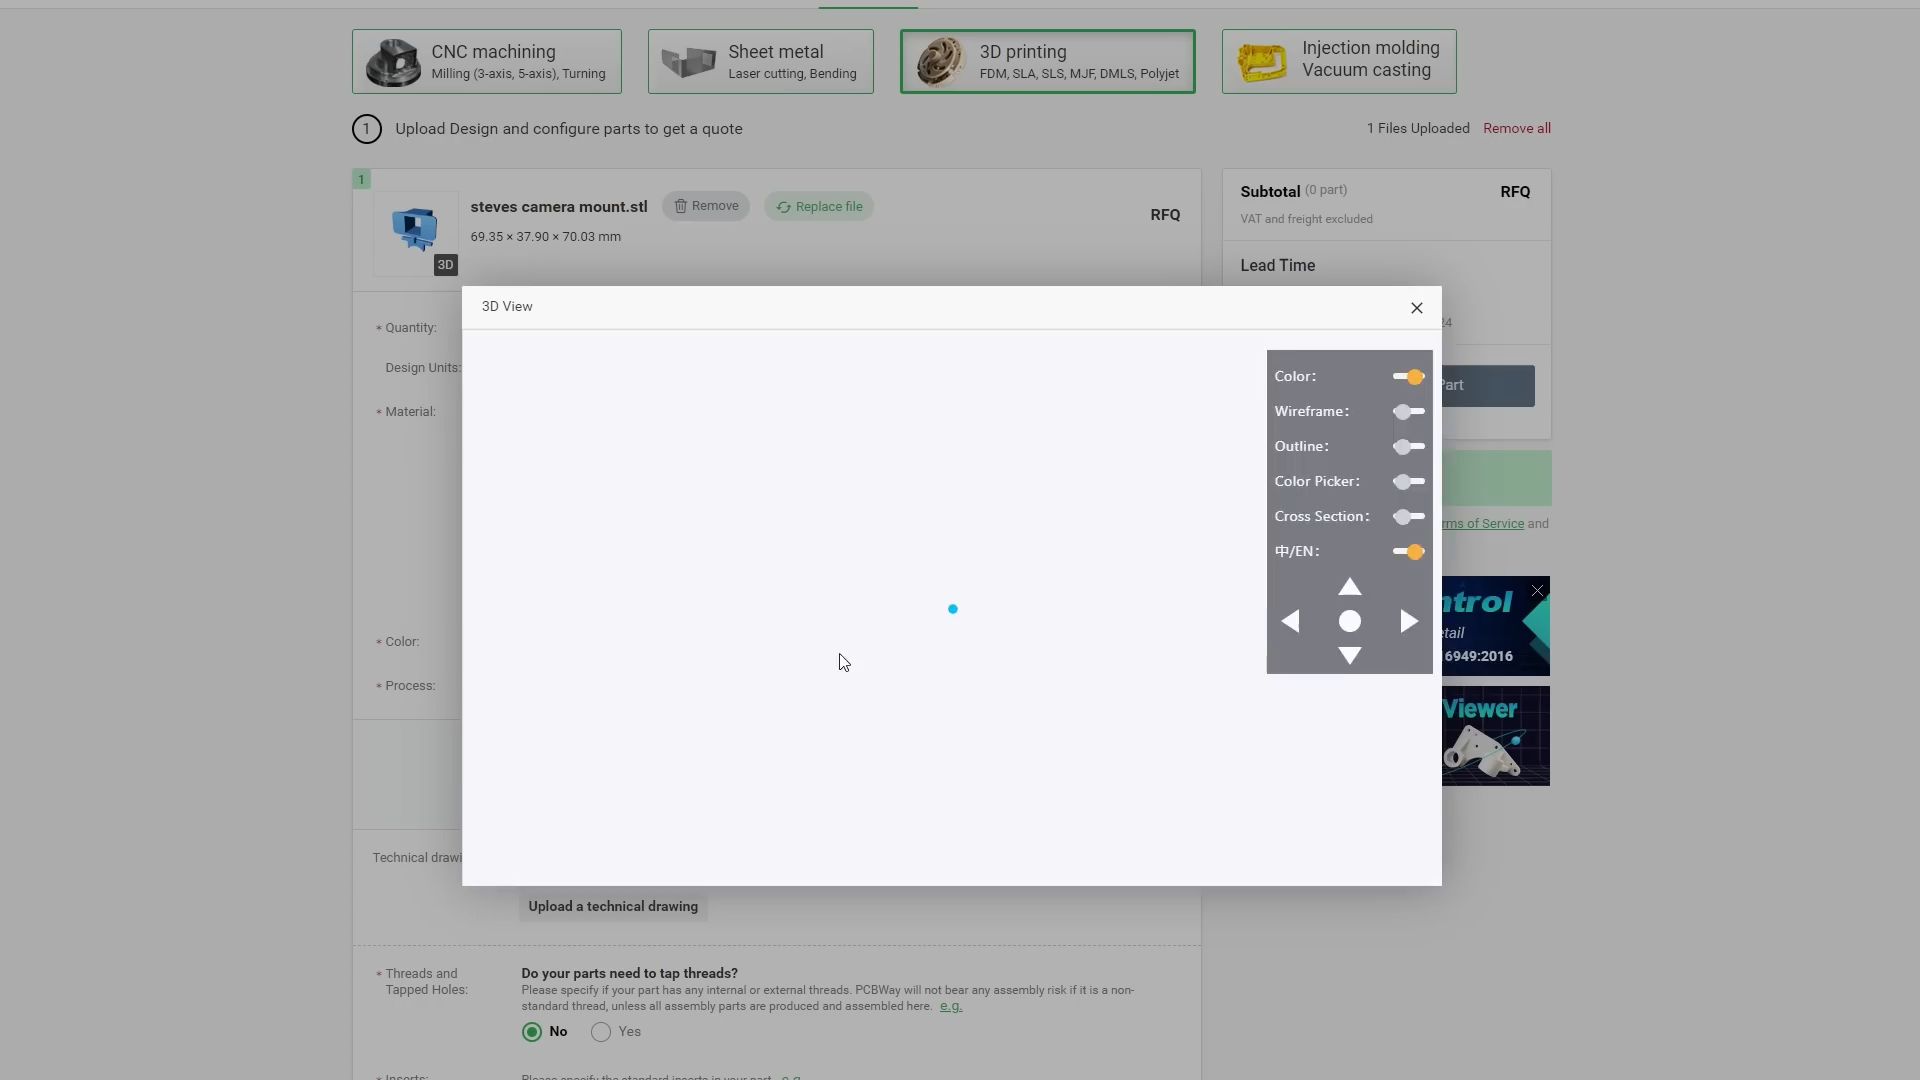 CNC machining
Milling (3-axis, 5-axis), Turning
Sheet metal
Laser cutting, Bending
3D printing
FDM, SLA, SLS, MJF, DMLS, Polyjet
Injection molding
Vacuum casting
1
Upload Design and configure parts to get a quote
1 Files Uploaded Remove all
1
steves camera mount.stl
Remove
Replace file
69.35 × 37.90 × 70.03 mm
3D
RFQ
Subtotal (0 part) RFQ
VAT and freight excluded
Lead Time
24
Part
3D View
* Quantity:
Design Units:
* Material:
* Color:
* Process:
Color:
Wireframe:
Outline:
Color Picker:
Cross Section:
中/EN:
rms of Service and
ntrol
etail
16949:2016
Viewer
Technical drawi
Upload a technical drawing
* Threads and
Tapped Holes:
Do your parts need to tap threads?
Please specify if your part has any internal or external threads. PCBWay will not bear any assembly risk if it is a non-
standard thread, unless all assembly parts are produced and assembled here. e.g.
No
Yes
* Inserts:
Please specify the standard inserts in your part. e.g.